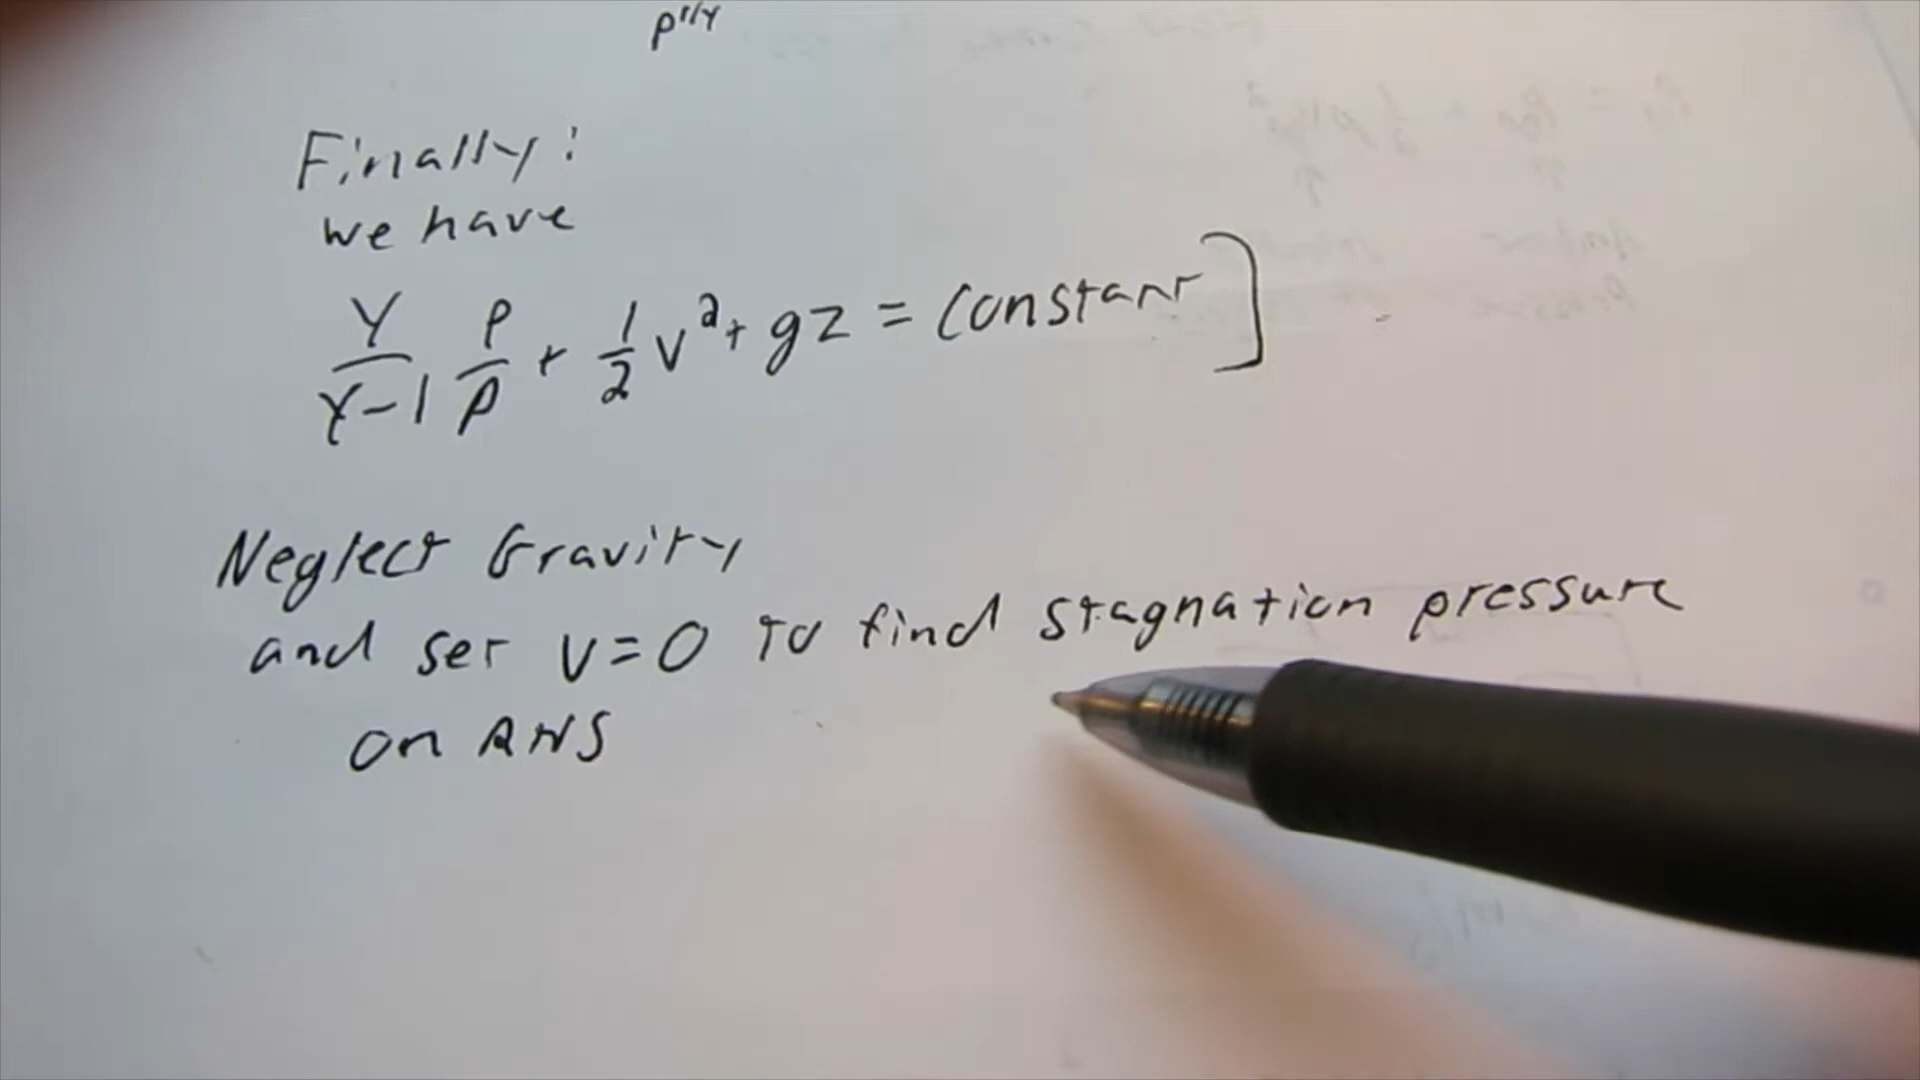 ρ^1/γ
Finally:
we have
γ/γ-1 P/ρ + 1/2 v² + gz = constant]
Neglect Gravity
and set v=0 to find stagnation pressure
on RHS